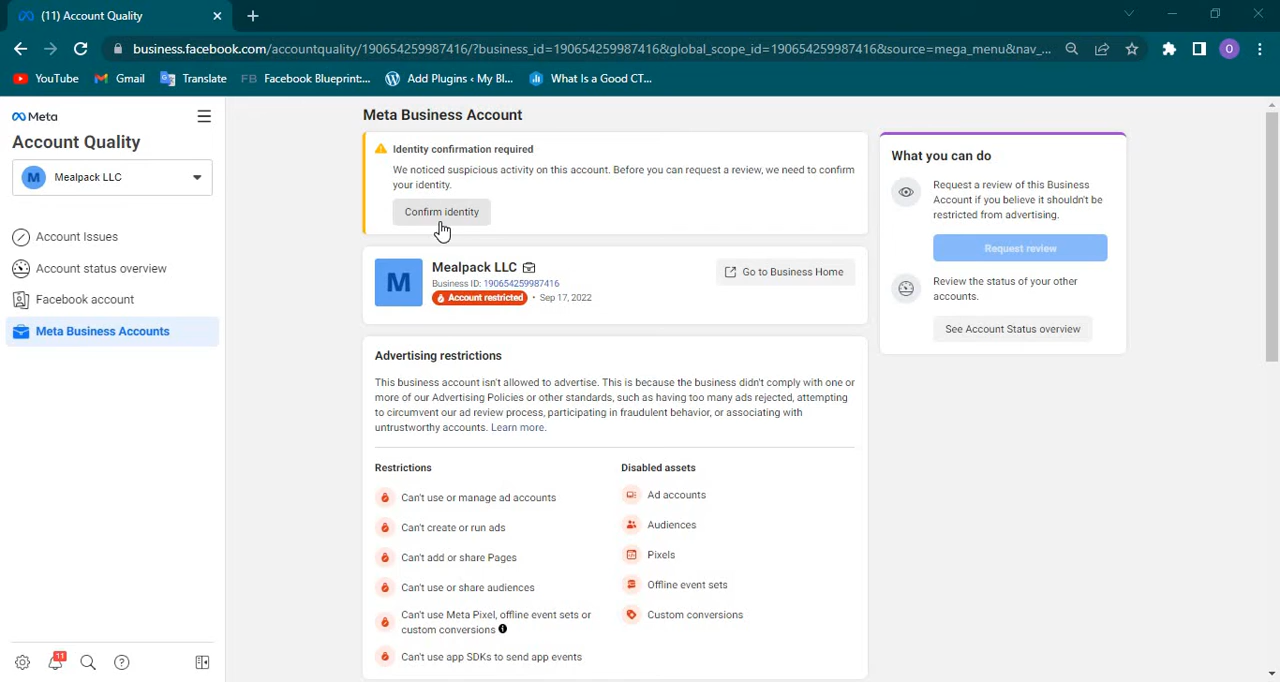 (11) Account Quality
business.facebook.com/accountquality/190654259987416/?business_id=190654259987416&global_scope_id=190654259987416&source=mega_menu&nav_...
O
YouTube
Gmail
Translate
FB Facebook Blueprint:...
Add Plugins ‹ My Bl...
What Is a Good CT...
Meta
Account Quality
M
Mealpack LLC
Account Issues
Account status overview
Facebook account
Meta Business Accounts
11
Meta Business Account
Identity confirmation required
We noticed suspicious activity on this account. Before you can request a review, we need to confirm
your identity.
Confirm identity
M
Mealpack LLC
Business ID: 190654259987416
Account restricted • Sep 17, 2022
Go to Business Home
Advertising restrictions
This business account isn't allowed to advertise. This is because the business didn't comply with one or
more of our Advertising Policies or other standards, such as having too many ads rejected, attempting
to circumvent our ad review process, participating in fraudulent behavior, or associating with
untrustworthy accounts. Learn more.
Restrictions
Can't use or manage ad accounts
Can't create or run ads
Can't add or share Pages
Can't use or share audiences
Can't use Meta Pixel, offline event sets or
custom conversions
Can't use app SDKs to send app events
Disabled assets
Ad accounts
Audiences
Pixels
Offline event sets
Custom conversions
What you can do
Request a review of this Business
Account if you believe it shouldn't be
restricted from advertising.
Request review
Review the status of your other
accounts.
See Account Status overview